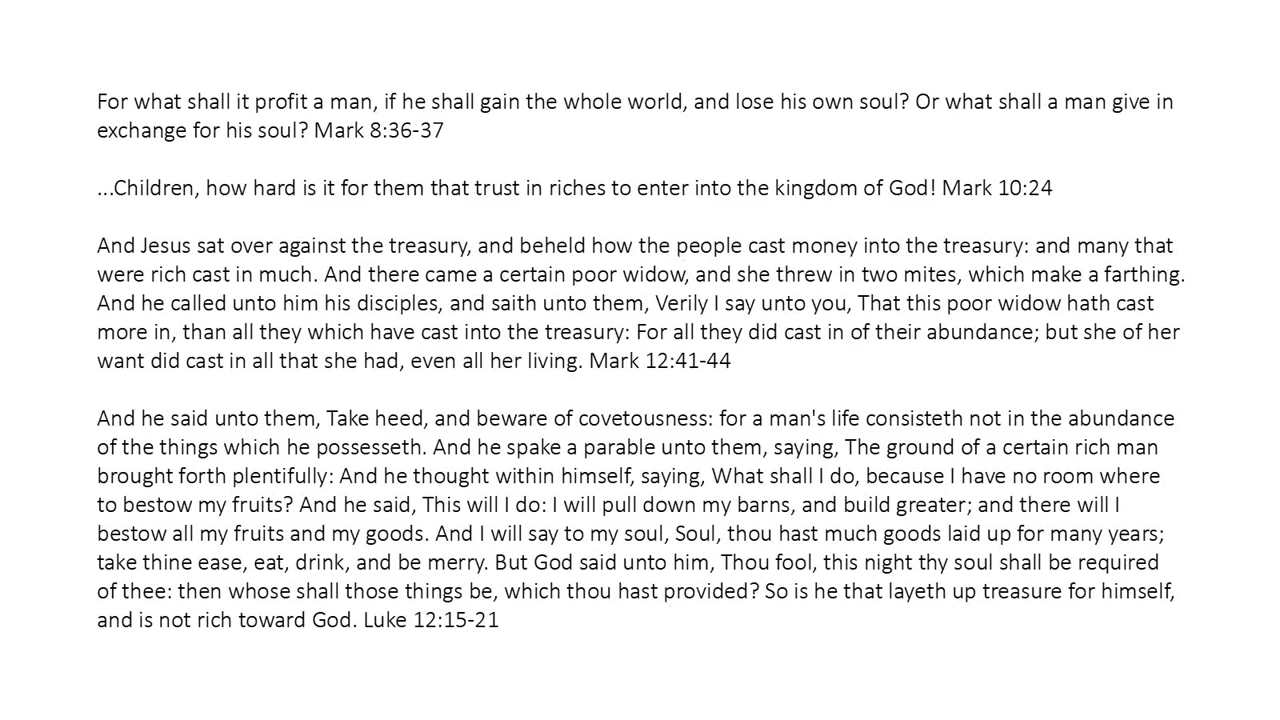 For what shall it profit a man, if he shall gain the whole world, and lose his own soul? Or what shall a man give in
exchange for his soul? Mark 8:36-37
...Children, how hard is it for them that trust in riches to enter into the kingdom of God! Mark 10:24
And Jesus sat over against the treasury, and beheld how the people cast money into the treasury: and many that
were rich cast in much. And there came a certain poor widow, and she threw in two mites, which make a farthing.
And he called unto him his disciples, and saith unto them, Verily I say unto you, That this poor widow hath cast
more in, than all they which have cast into the treasury: For all they did cast in of their abundance; but she of her
want did cast in all that she had, even all her living. Mark 12:41-44
And he said unto them, Take heed, and beware of covetousness: for a man's life consisteth not in the abundance
of the things which he possesseth. And he spake a parable unto them, saying, The ground of a certain rich man
brought forth plentifully: And he thought within himself, saying, What shall I do, because I have no room where
to bestow my fruits? And he said, This will I do: I will pull down my barns, and build greater; and there will I
bestow all my fruits and my goods. And I will say to my soul, Soul, thou hast much goods laid up for many years;
take thine ease, eat, drink, and be merry. But God said unto him, Thou fool, this night thy soul shall be required
of thee: then whose shall those things be, which thou hast provided? So is he that layeth up treasure for himself,
and is not rich toward God. Luke 12:15-21